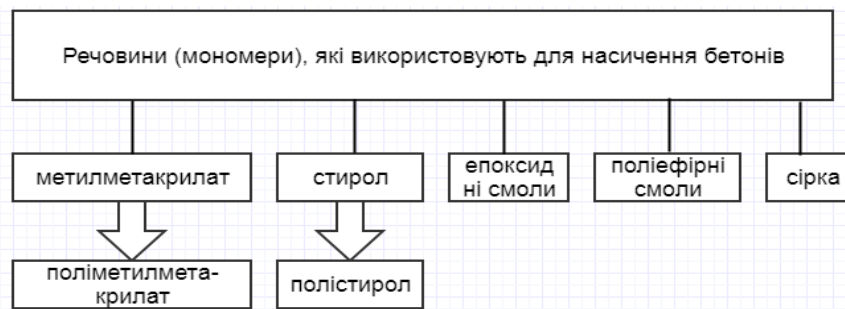 Речовини (мономери), які використовують для насичення бетонів
метилметакрилат
стирол
епоксид
ні смоли
поліефірні
смоли
сірка
поліметилмета-
крилат
полістирол